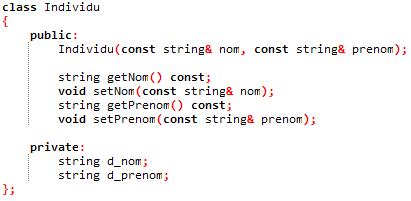 class Individu
{
    public:
        Individu(const string& nom, const string& prenom);

        string getNom() const;
        void setNom(const string& nom);
        string getPrenom() const;
        void setPrenom(const string& prenom);

    private:
        string d_nom;
        string d_prenom;
};